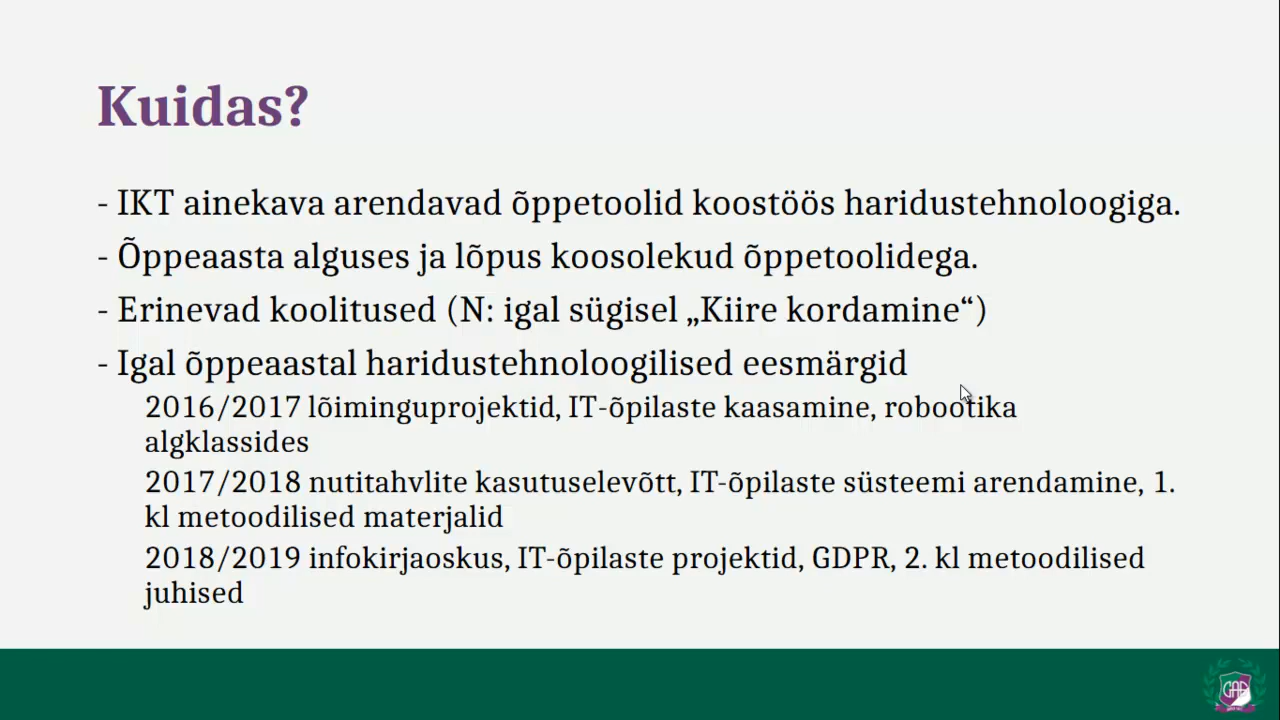 Kuidas?
- IKT ainekava arendavad õppetoolid koostöös haridustehnoloogiga.
- Õppeaasta alguses ja lõpus koosolekud õppetoolidega.
- Erinevad koolitused (N: igal sügisel „Kiire kordamine“)
- Igal õppeaastal haridustehnoloogilised eesmärgid
2016/2017 lõiminguprojektid, IT-õpilaste kaasamine, robootika
algklassides
2017/2018 nutitahvlite kasutuselevõtt, IT-õpilaste süsteemi arendamine, 1.
kl metoodilised materjalid
2018/2019 infokirjaoskus, IT-õpilaste projektid, GDPR, 2. kl metoodilised
juhised
GAG